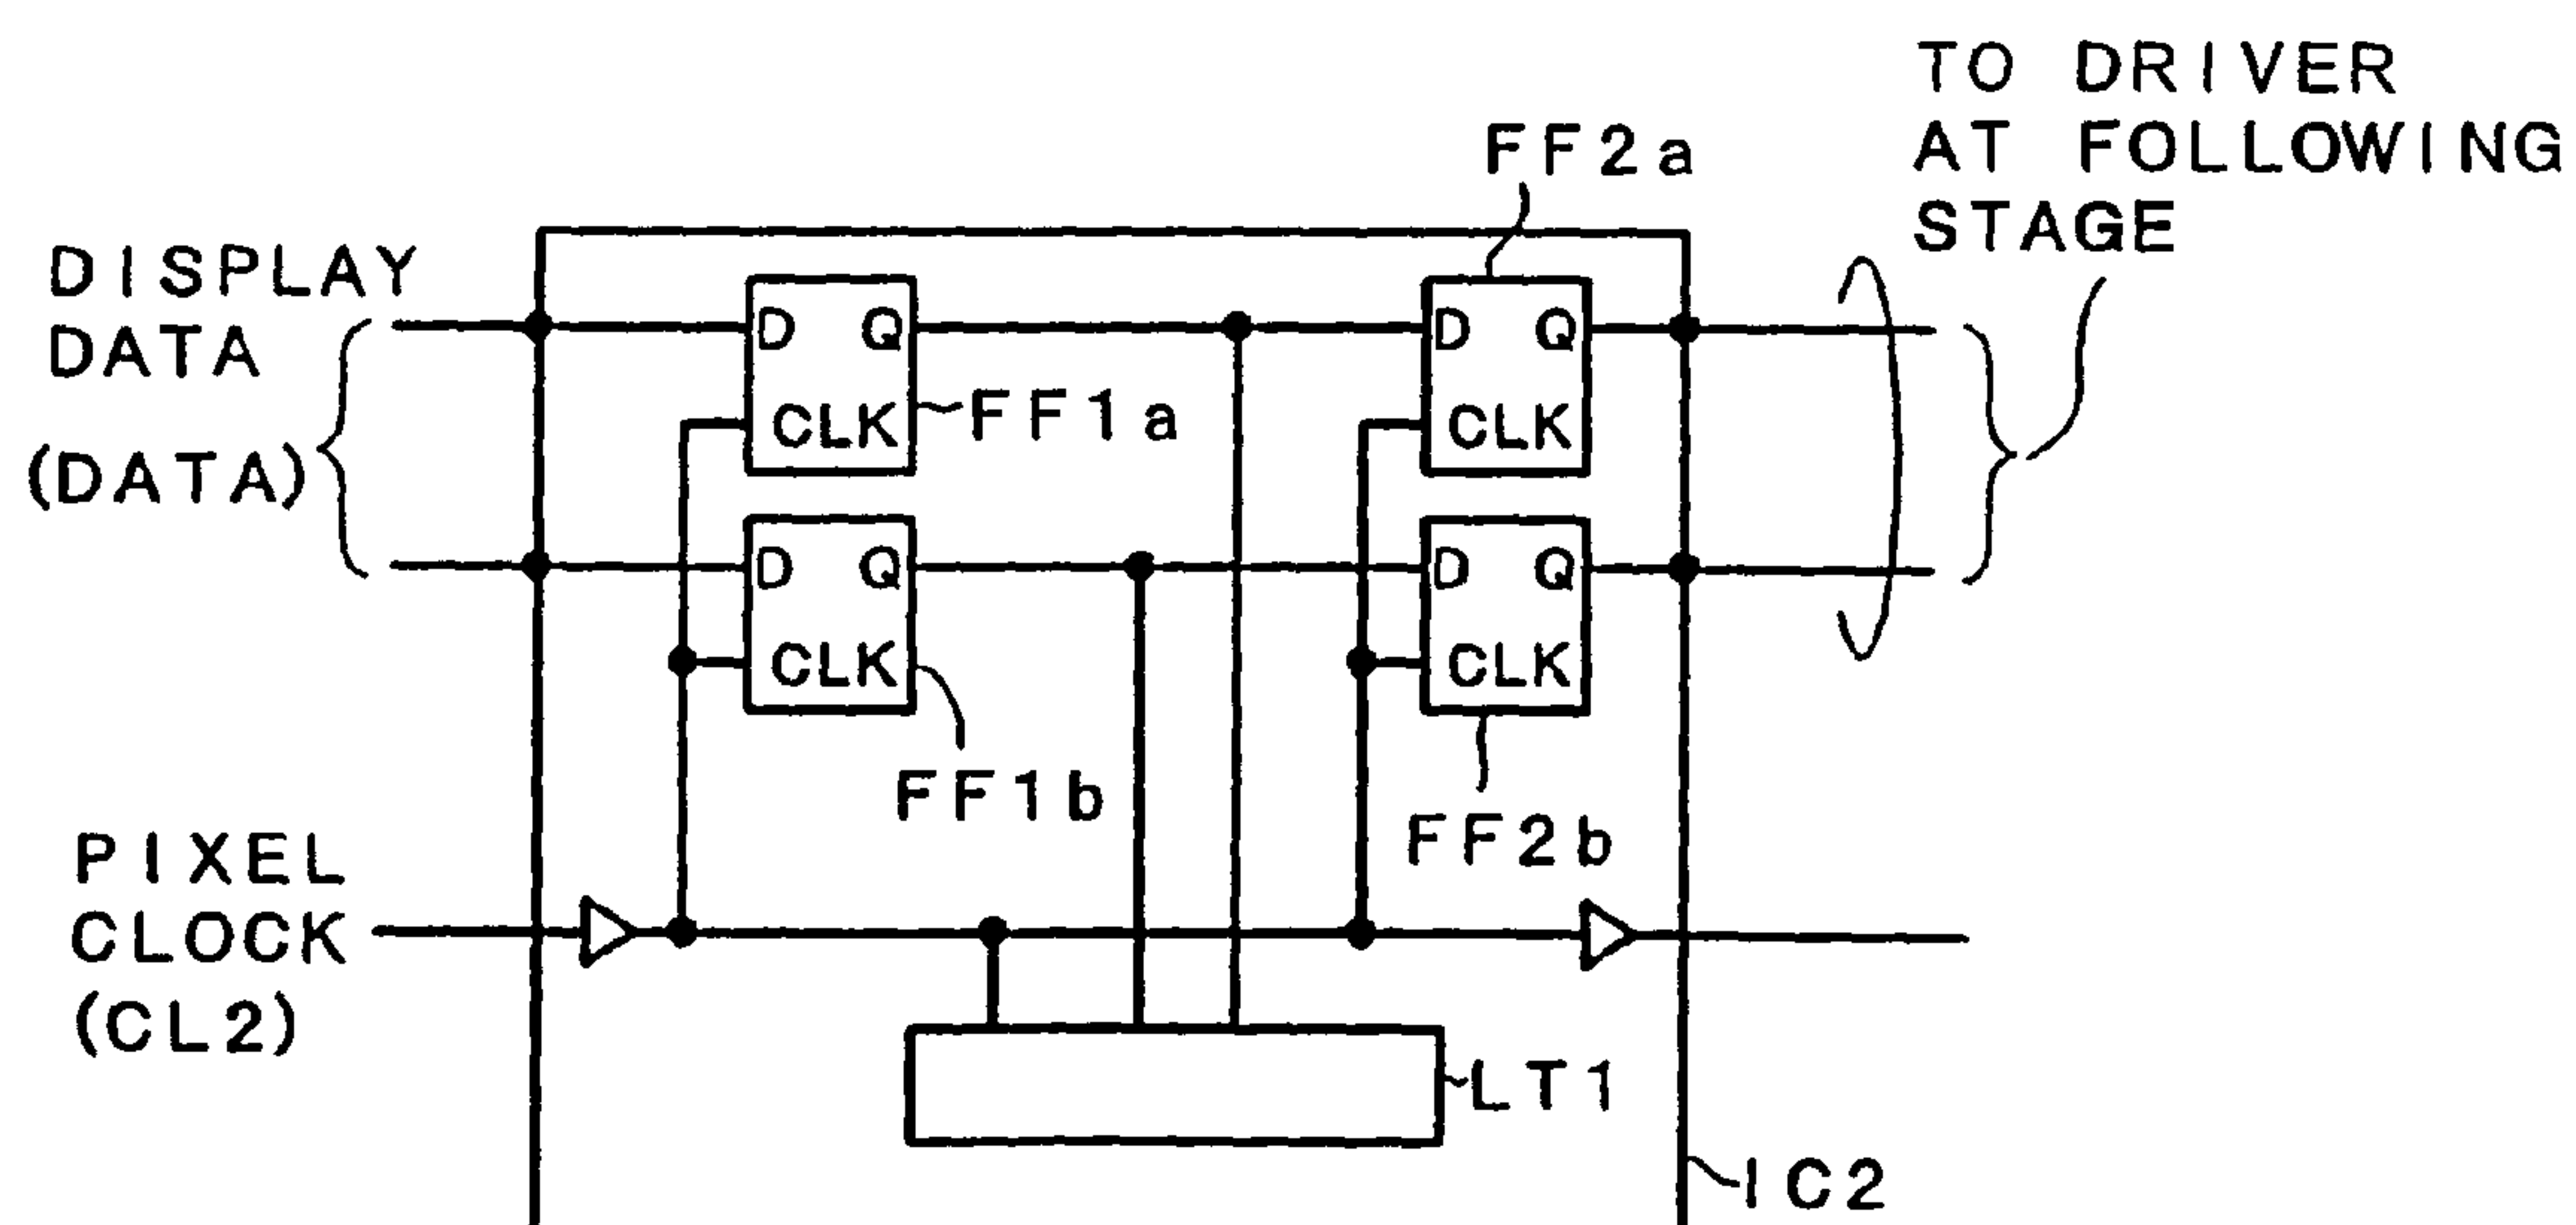 TO DRIVER
AT FOLLOWING
STAGE
FF2a
DISPLAY
DATA
(DATA)
D Q
CLK
FF1a
D Q
CLK
D Q
CLK
FF1b
D Q
CLK
FF2b
PIXEL
CLOCK
(CL2)
LT1
IC2